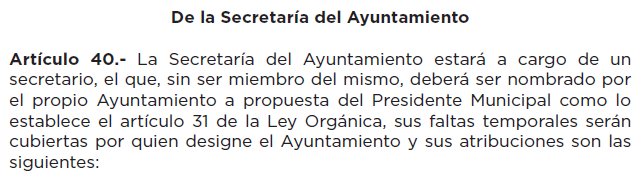 De la Secretaría del Ayuntamiento
Artículo 40.- La Secretaría del Ayuntamiento estará a cargo de un
secretario, el que, sin ser miembro del mismo, deberá ser nombrado por
el propio Ayuntamiento a propuesta del Presidente Municipal como lo
establece el artículo 31 de la Ley Orgánica, sus faltas temporales serán
cubiertas por quien designe el Ayuntamiento y sus atribuciones son las
siguientes: